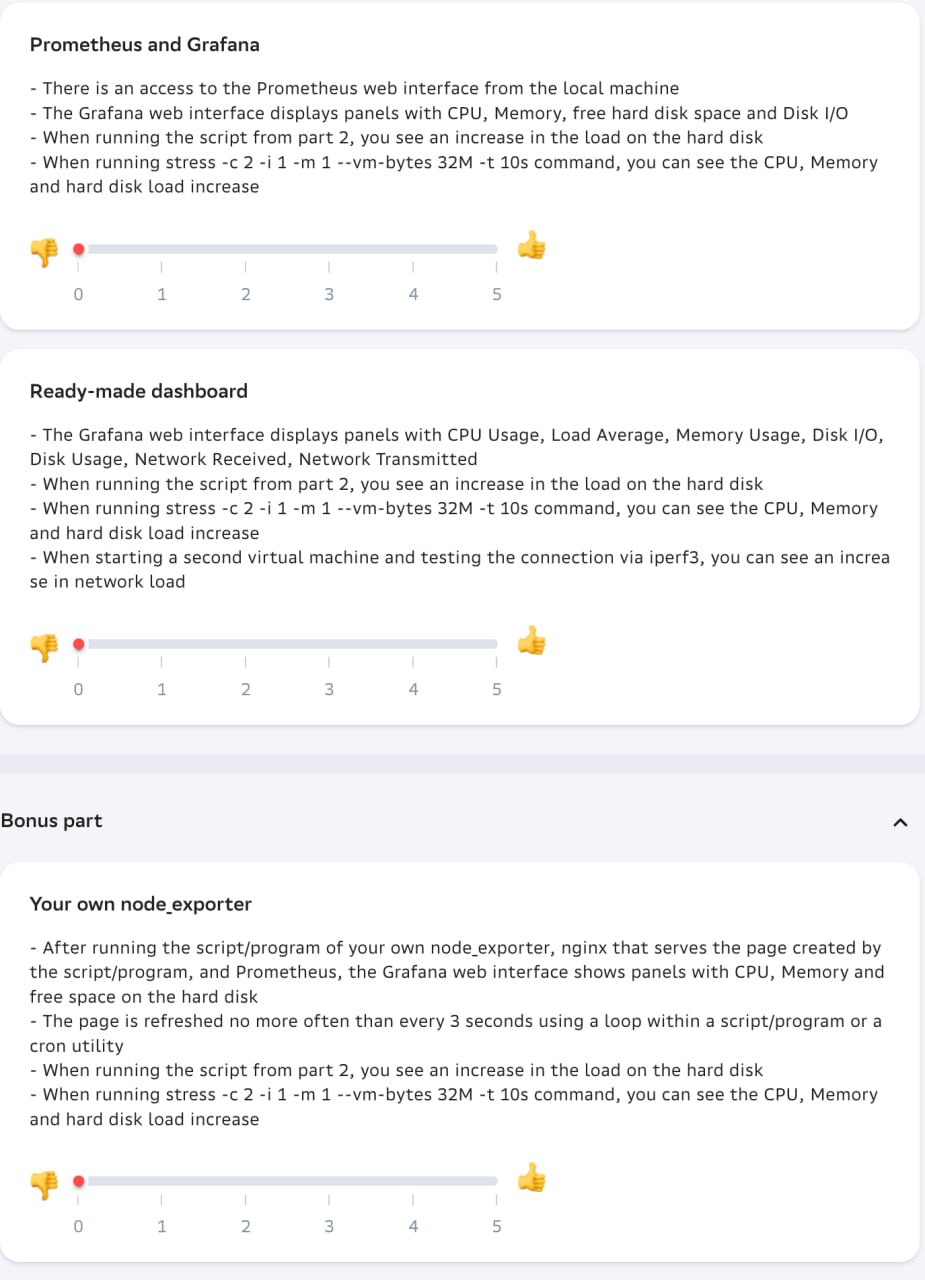 Prometheus and Grafana
- There is an access to the Prometheus web interface from the local machine
- The Grafana web interface displays panels with CPU, Memory, free hard disk space and Disk I/O
- When running the script from part 2, you see an increase in the load on the hard disk
- When running stress -c 2 -i 1 -m 1 --vm-bytes 32M -t 10s command, you can see the CPU, Memory
and hard disk load increase
0 1 2 3 4 5
Ready-made dashboard
- The Grafana web interface displays panels with CPU Usage, Load Average, Memory Usage, Disk I/O,
Disk Usage, Network Received, Network Transmitted
- When running the script from part 2, you see an increase in the load on the hard disk
- When running stress -c 2 -i 1 -m 1 --vm-bytes 32M -t 10s command, you can see the CPU, Memory
and hard disk load increase
- When starting a second virtual machine and testing the connection via iperf3, you can see an increa
se in network load
0 1 2 3 4 5
Bonus part
Your own node_exporter
- After running the script/program of your own node_exporter, nginx that serves the page created by
the script/program, and Prometheus, the Grafana web interface shows panels with CPU, Memory and
free space on the hard disk
- The page is refreshed no more often than every 3 seconds using a loop within a script/program or a
cron utility
- When running the script from part 2, you see an increase in the load on the hard disk
- When running stress -c 2 -i 1 -m 1 --vm-bytes 32M -t 10s command, you can see the CPU, Memory
and hard disk load increase
0 1 2 3 4 5